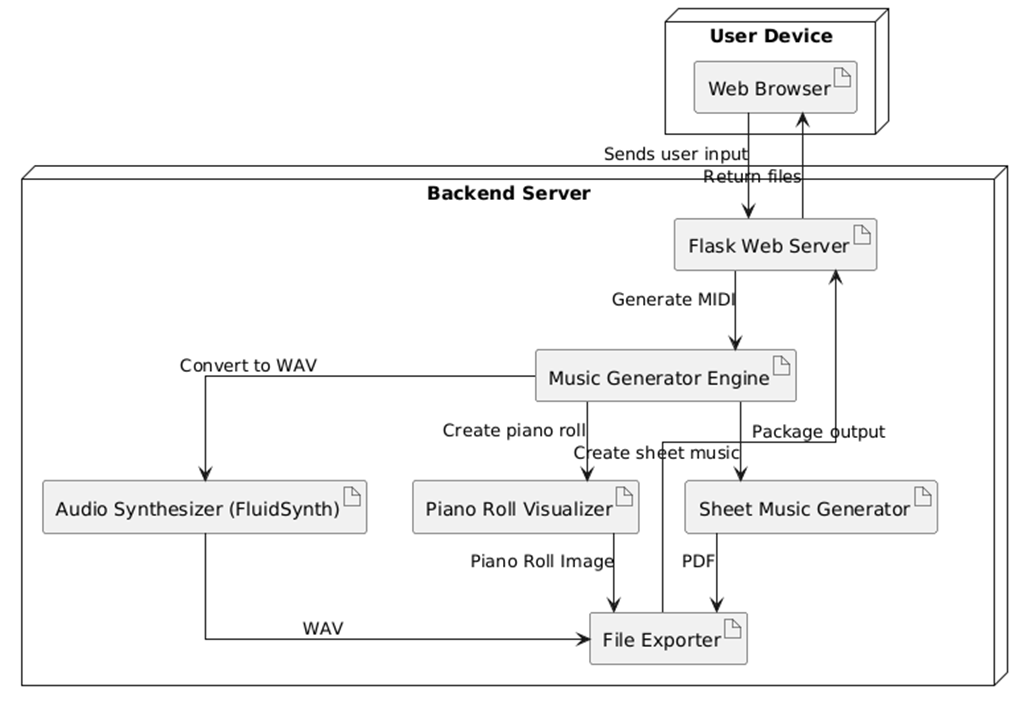 User Device
Web Browser
Sends user input
Return files
Backend Server
Flask Web Server
Generate MIDI
Convert to WAV
Music Generator Engine
Create piano roll
Package output
Create sheet music
Audio Synthesizer (FluidSynth)
Piano Roll Visualizer
Sheet Music Generator
Piano Roll Image
PDF
WAV
File Exporter